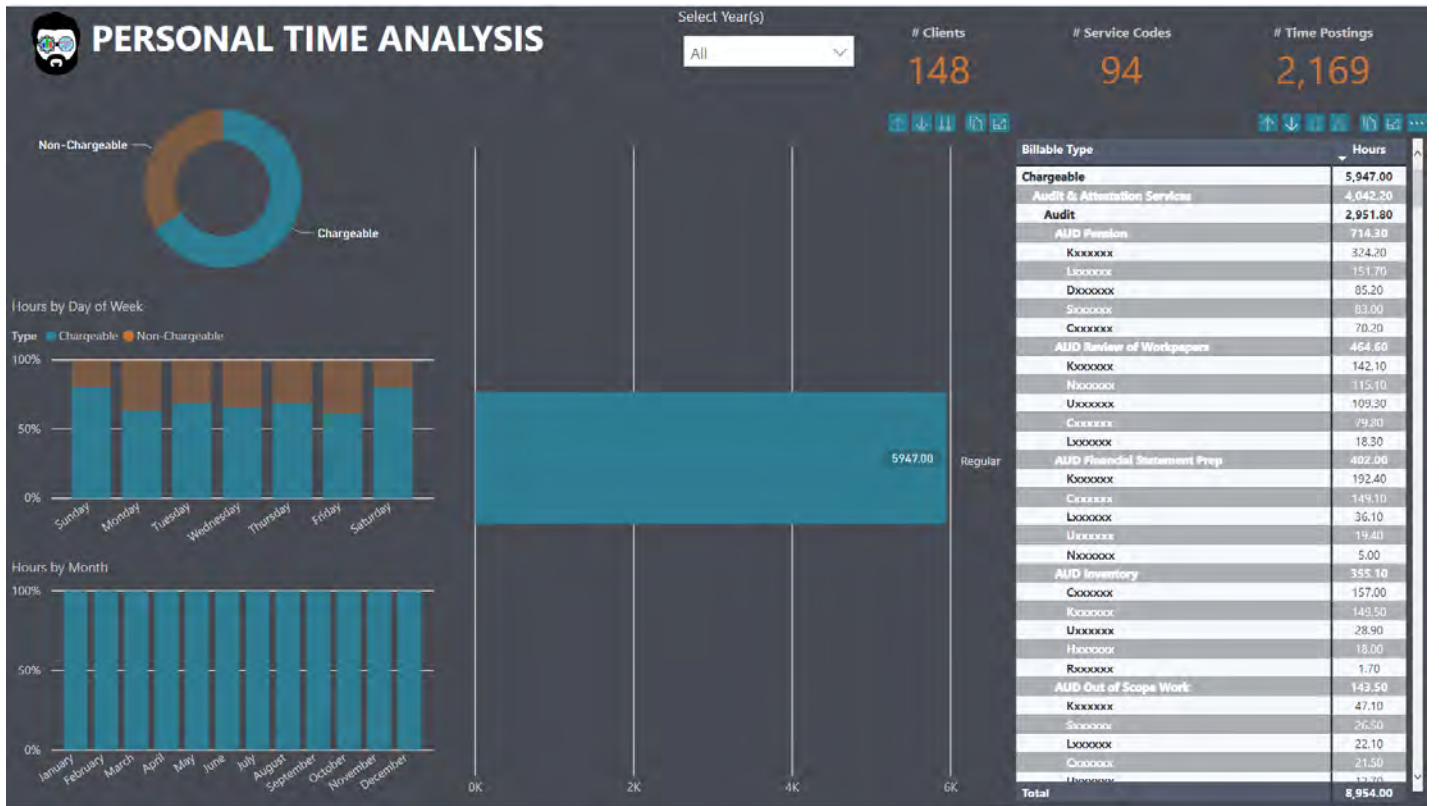 PERSONAL TIME ANALYSIS
Select Year(s)
All
# Clients
148
# Service Codes
94
# Time Postings
2,169
Non-Chargeable
Chargeable
Hours by Day of Week
Type Chargeable Non-Chargeable
100%
50%
0%
Sunday
Monday
Tuesday
Wednesday
Thursday
Friday
Saturday
Hours by Month
100%
50%
0%
January
February
March
April
May
June
July
August
September
October
November
December
5947.00
Regular
0K
2K
4K
6K
Billable Type Hours
Chargeable 5,947.00
Audit & Attestation Services 4,042.20
Audit 2,951.80
AUD Pension 714.30
Kxxxxxx 324.20
Lxxxxxx 151.70
Dxxxxxx 85.20
Sxxxxxx 83.00
Cxxxxxx 70.20
AUD Review of Workpapers 464.60
Kxxxxxx 142.10
Nxxxxxx 115.10
Uxxxxxx 109.30
Cxxxxxx 79.80
Lxxxxxx 18.30
AUD Financial Statement Prep 402.00
Kxxxxxx 192.40
Cxxxxxx 149.10
Lxxxxxx 36.10
Uxxxxxx 19.40
Nxxxxxx 5.00
AUD Inventory 355.10
Cxxxxxx 157.00
Kxxxxxx 149.50
Uxxxxxx 28.90
Hxxxxxx 18.00
Rxxxxxx 1.70
AUD Out of Scope Work 143.50
Kxxxxxx 47.10
Sxxxxxx 26.50
Lxxxxxx 22.10
Cxxxxxx 21.50
Total 8,954.00